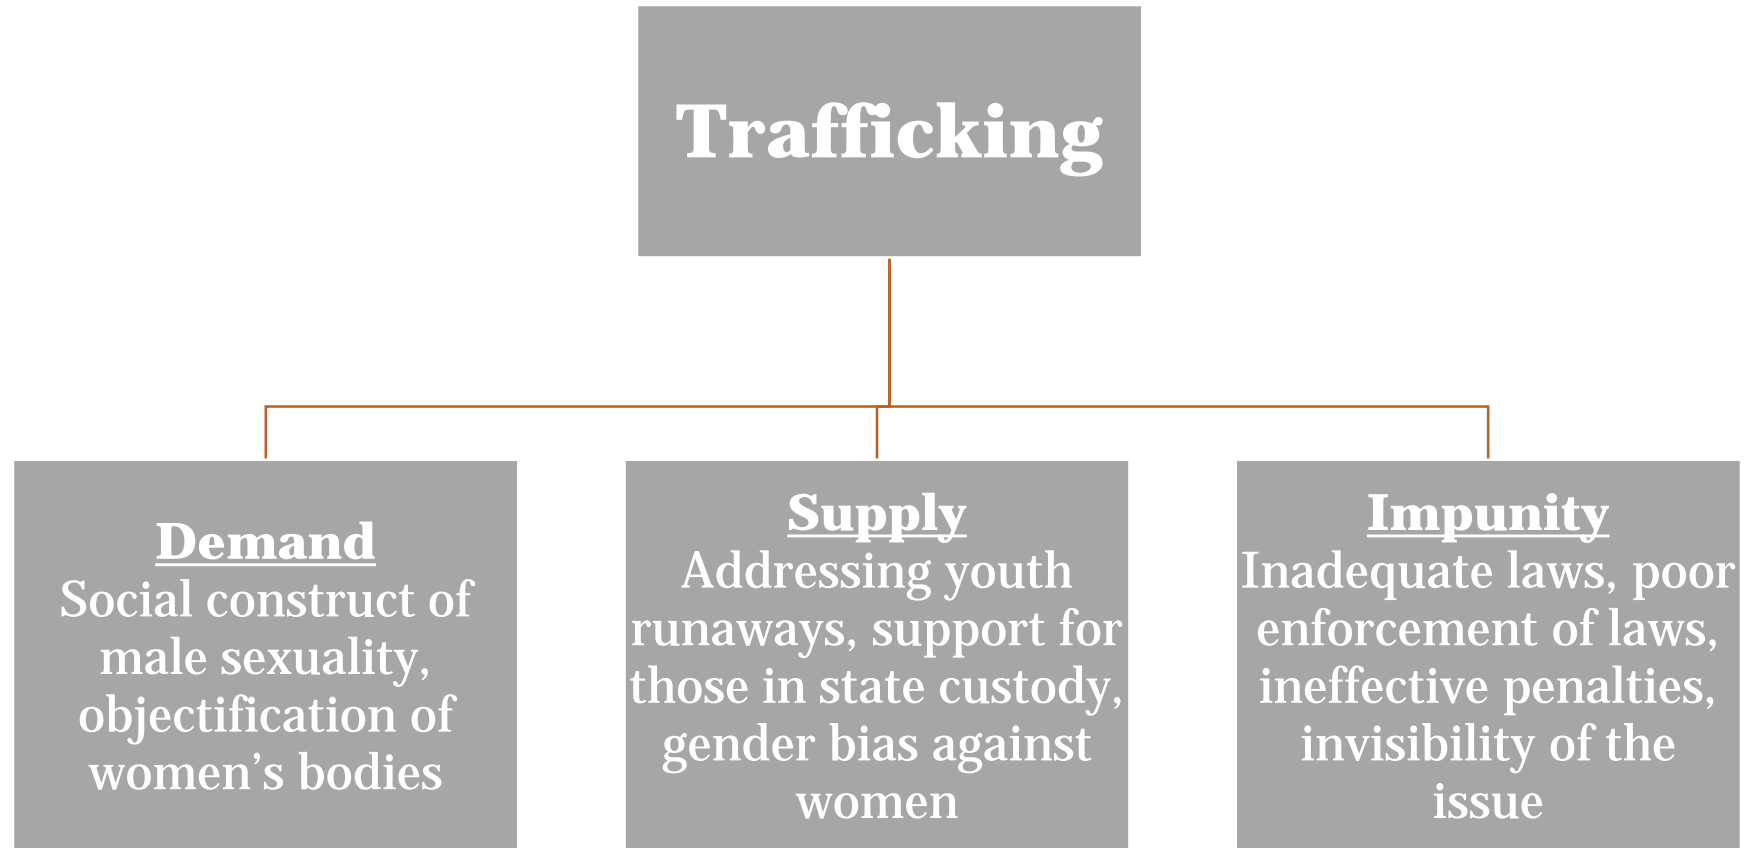 Trafficking
Demand
Social construct of
male sexuality,
objectification of
women’s bodies
Supply
Addressing youth
runaways, support for
those in state custody,
gender bias against
women
Impunity
Inadequate laws, poor
enforcement of laws,
ineffective penalties,
invisibility of the
issue